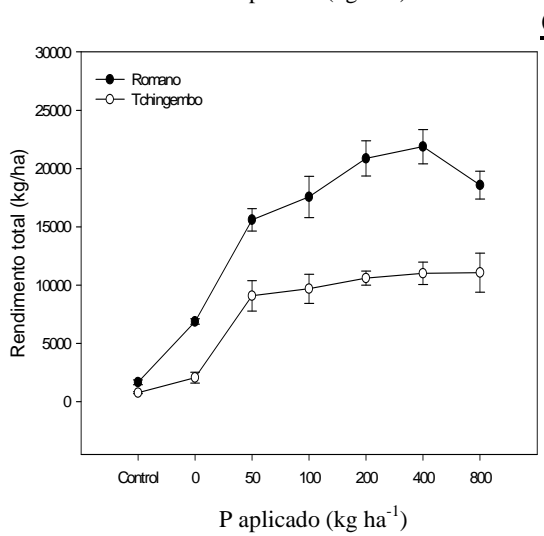 30000
Romano
Tchingembo
25000
20000
15000
10000
5000
0
Rendimento total (kg/ha)
Control 0 50 100 200 400 800
P aplicado (kg ha⁻¹)